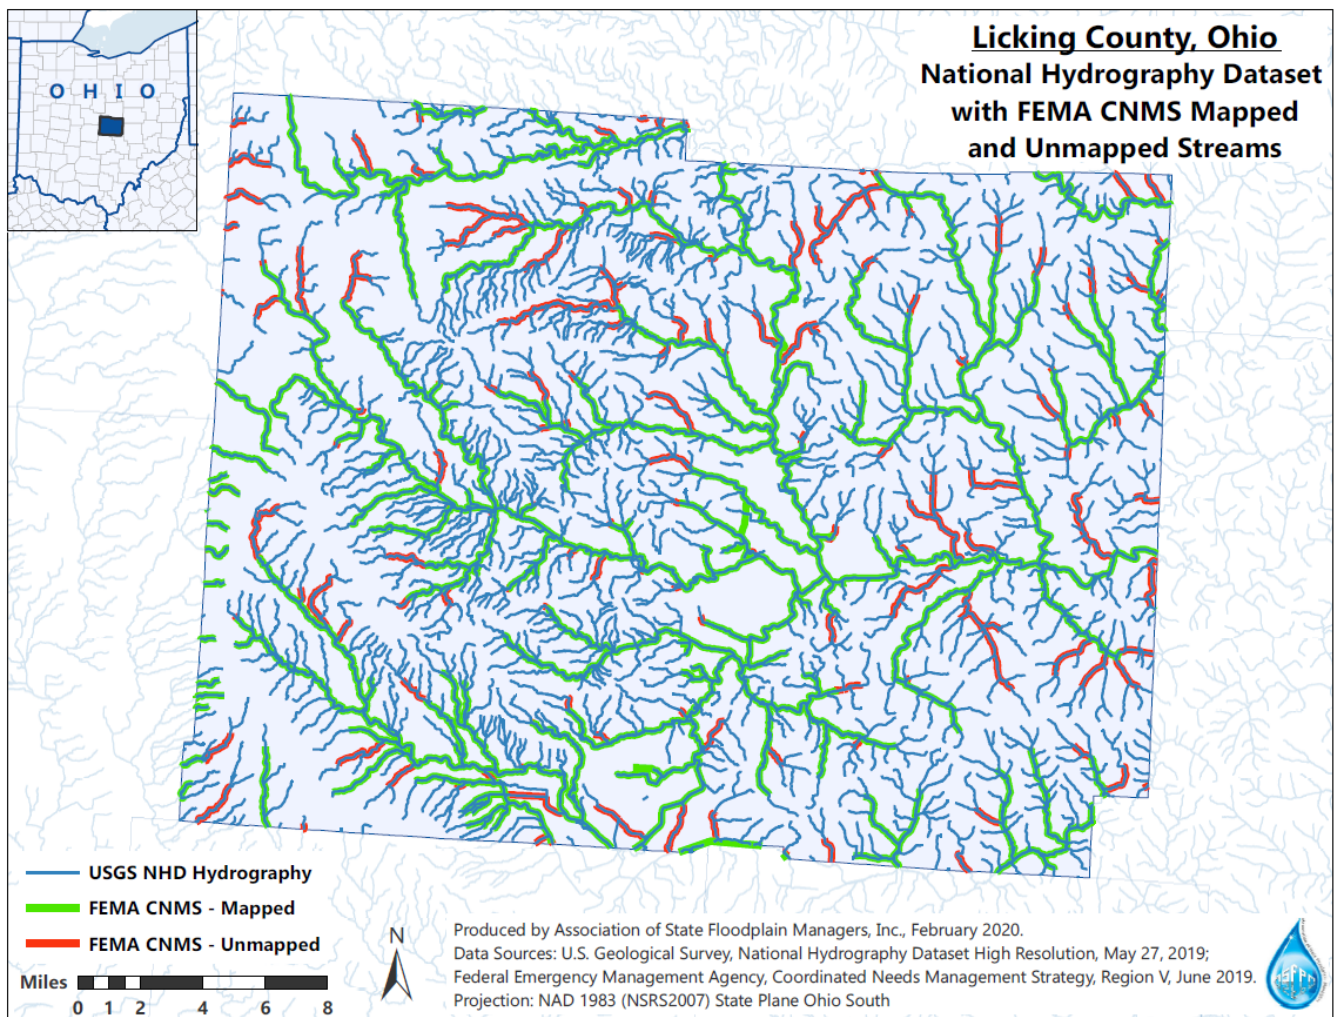 OHIO
Licking County, Ohio
National Hydrography Dataset
with FEMA CNMS Mapped
and Unmapped Streams
USGS NHD Hydrography
FEMA CNMS - Mapped
FEMA CNMS - Unmapped
Miles
0 1 2 4 6 8
N
Produced by Association of State Floodplain Managers, Inc., February 2020.
Data Sources: U.S. Geological Survey, National Hydrography Dataset High Resolution, May 27, 2019;
Federal Emergency Management Agency, Coordinated Needs Management Strategy, Region V, June 2019.
Projection: NAD 1983 (NSRS2007) State Plane Ohio South